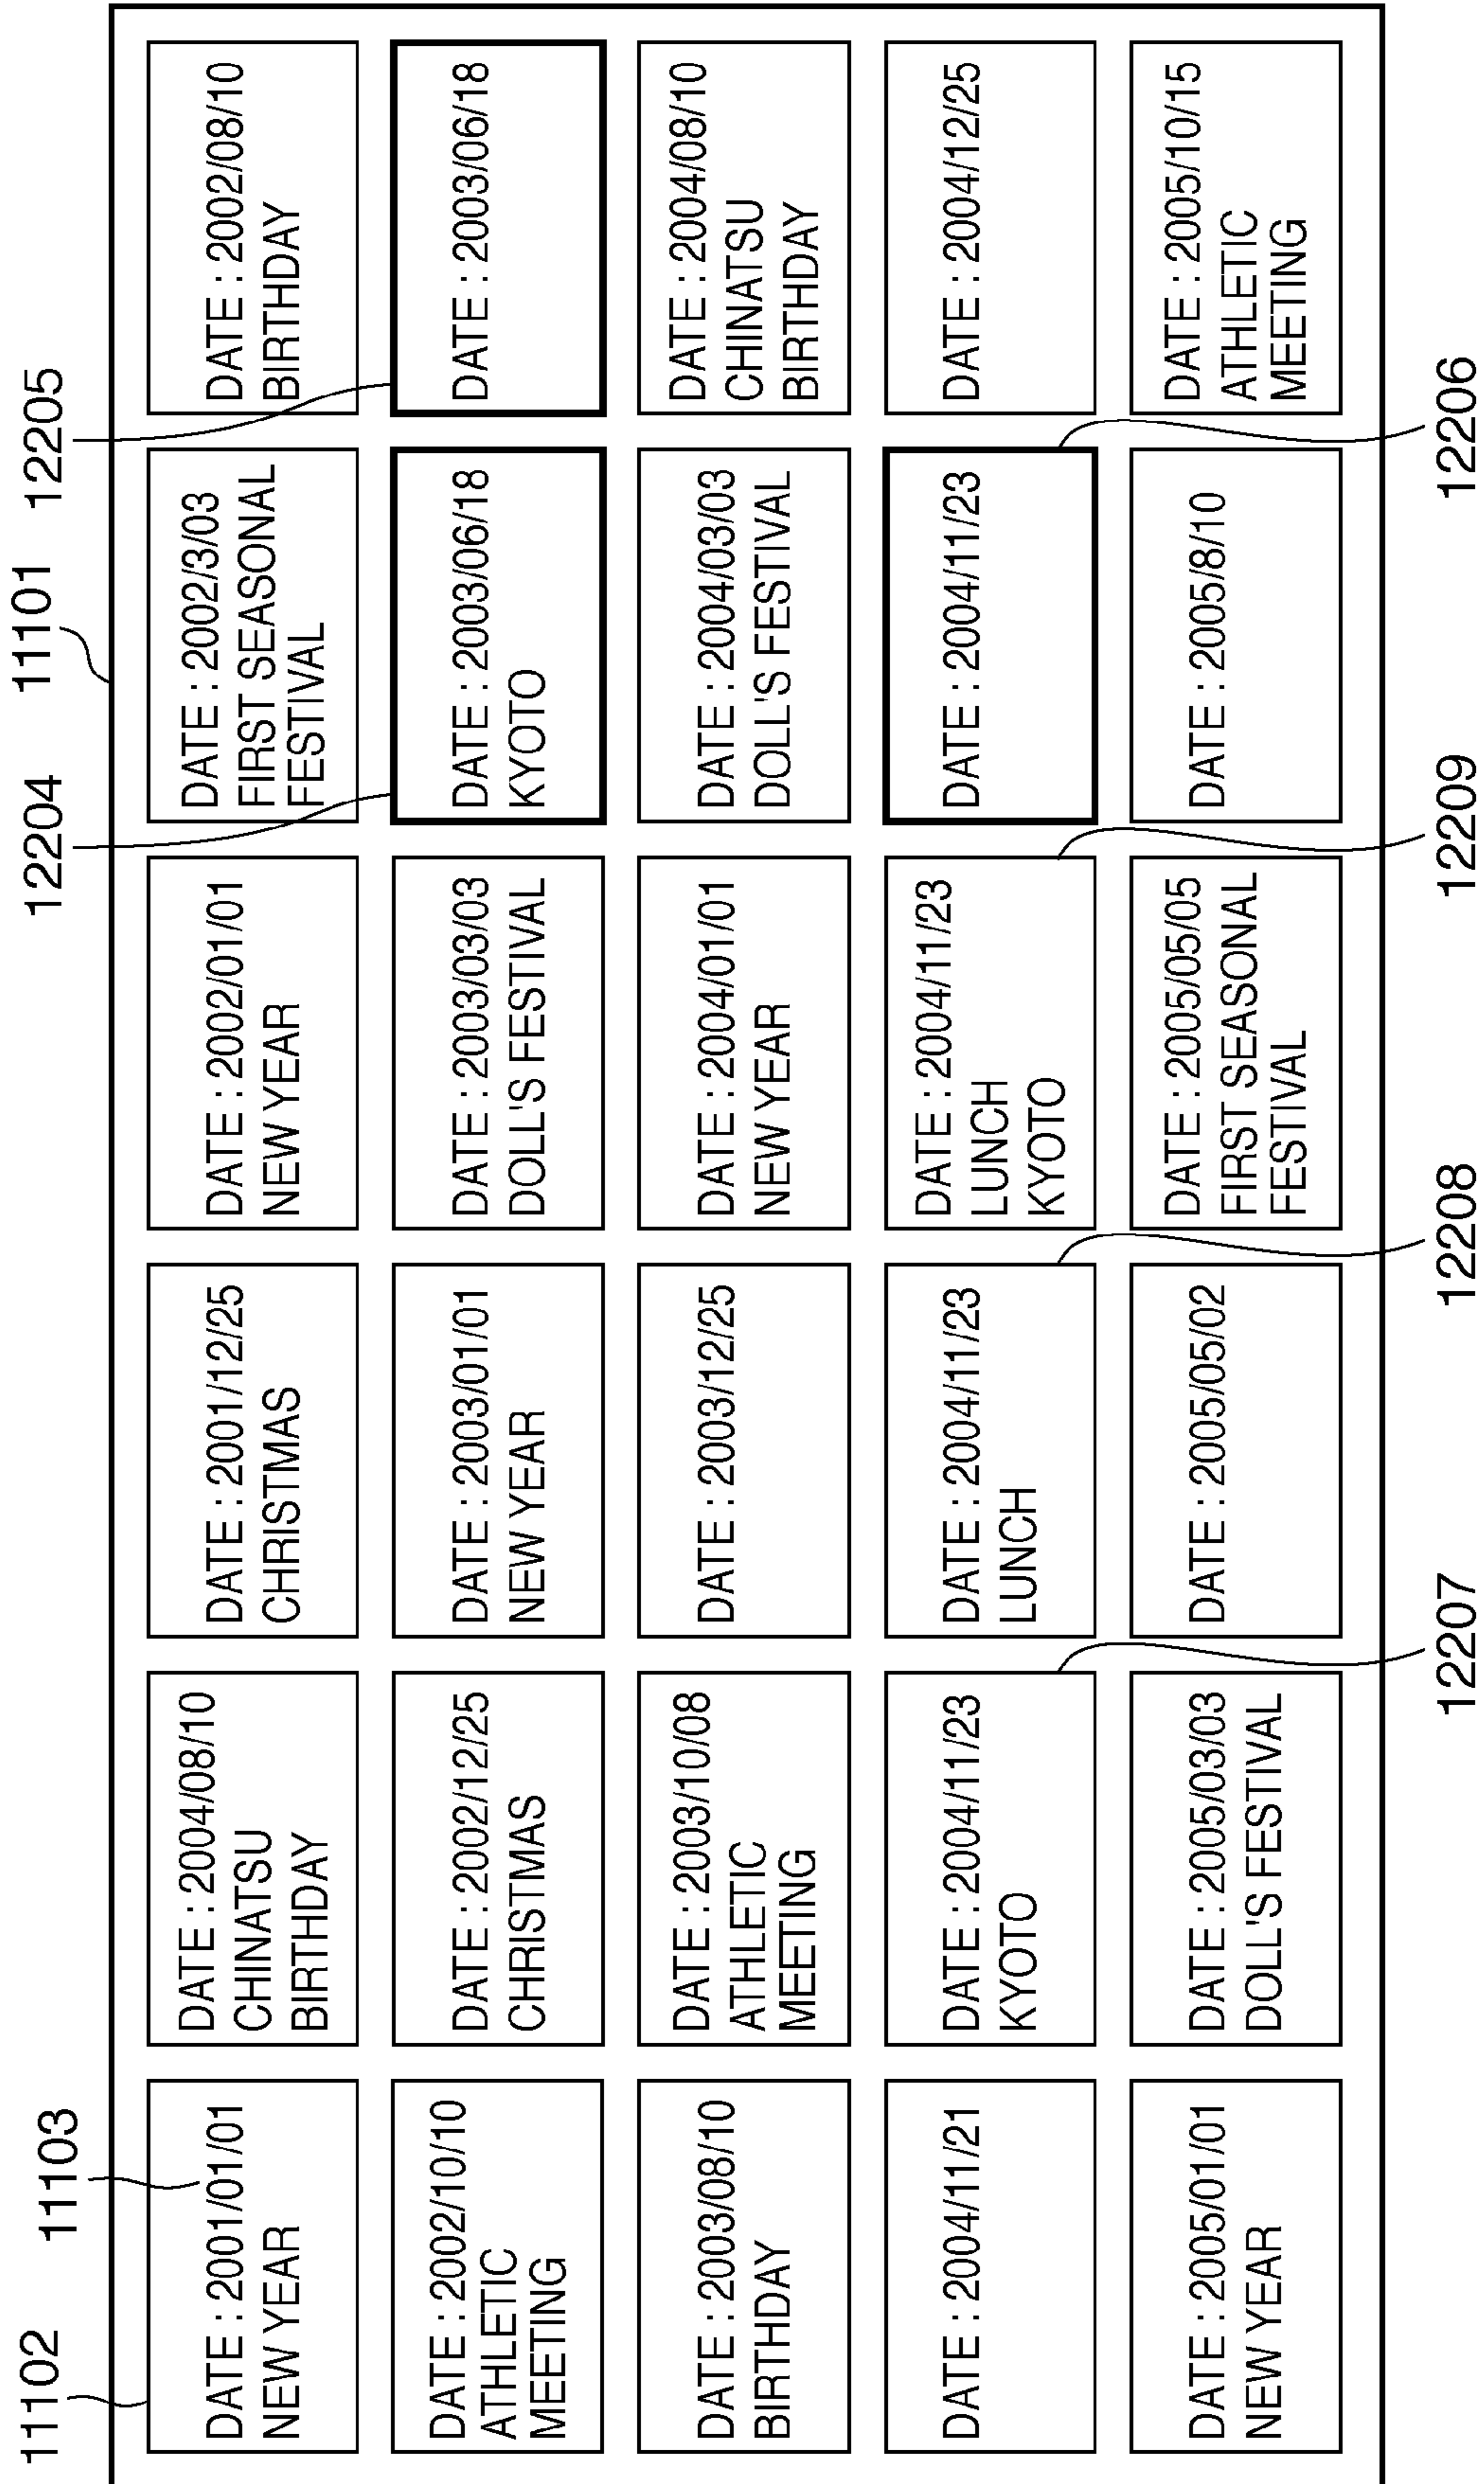 11101
11102
11103
12204
12205
DATE : 2001/01/01
NEW YEAR
DATE : 2004/08/10
CHINATSU
BIRTHDAY
DATE : 2001/12/25
CHRISTMAS
DATE : 2002/01/01
NEW YEAR
DATE : 2002/3/03
FIRST SEASONAL
FESTIVAL
DATE : 2002/08/10
BIRTHDAY
DATE : 2002/10/10
ATHLETIC
MEETING
DATE : 2002/12/25
CHRISTMAS
DATE : 2003/01/01
NEW YEAR
DATE : 2003/03/03
DOLL'S FESTIVAL
DATE : 2003/06/18
KYOTO
DATE : 2003/06/18
DATE : 2003/08/10
BIRTHDAY
DATE : 2003/10/08
ATHLETIC
MEETING
DATE : 2003/12/25
DATE : 2004/01/01
NEW YEAR
DATE : 2004/03/03
DOLL'S FESTIVAL
DATE : 2004/08/10
CHINATSU
BIRTHDAY
DATE : 2004/11/21
DATE : 2004/11/23
KYOTO
DATE : 2004/11/23
LUNCH
DATE : 2004/11/23
LUNCH
KYOTO
DATE : 2004/11/23
DATE : 2004/12/25
DATE : 2005/01/01
NEW YEAR
DATE : 2005/03/03
DOLL'S FESTIVAL
DATE : 2005/05/02
DATE : 2005/05/05
FIRST SEASONAL
FESTIVAL
DATE : 2005/8/10
DATE : 2005/10/15
ATHLETIC
MEETING
12207
12208
12209
12206